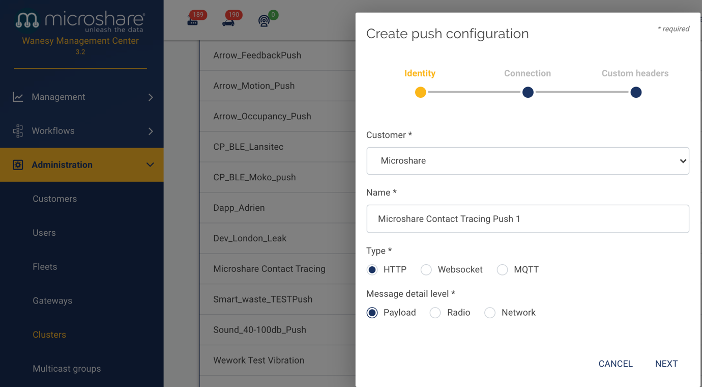 microshare
unleash the data
Wanesy Management Center
3.2
Management
Workflows
Administration
Customers
Users
Fleets
Gateways
Clusters
Multicast groups
189
190
0
Arrow_FeedbackPush
Arrow_Motion_Push
Arrow_Occupancy_Push
CP_BLE_Lansitec
CP_BLE_Moko_push
Dapp_Adrien
Dev_London_Leak
Microshare Contact Tracing
Smart_waste_TESTPush
Sound_40-100db_Push
Wework Test Vibration
Create push configuration
* required
Identity Connection Custom headers
Customer *
Microshare
Name *
Microshare Contact Tracing Push 1
Type *
HTTP Websocket MQTT
Message detail level *
Payload Radio Network
CANCEL NEXT